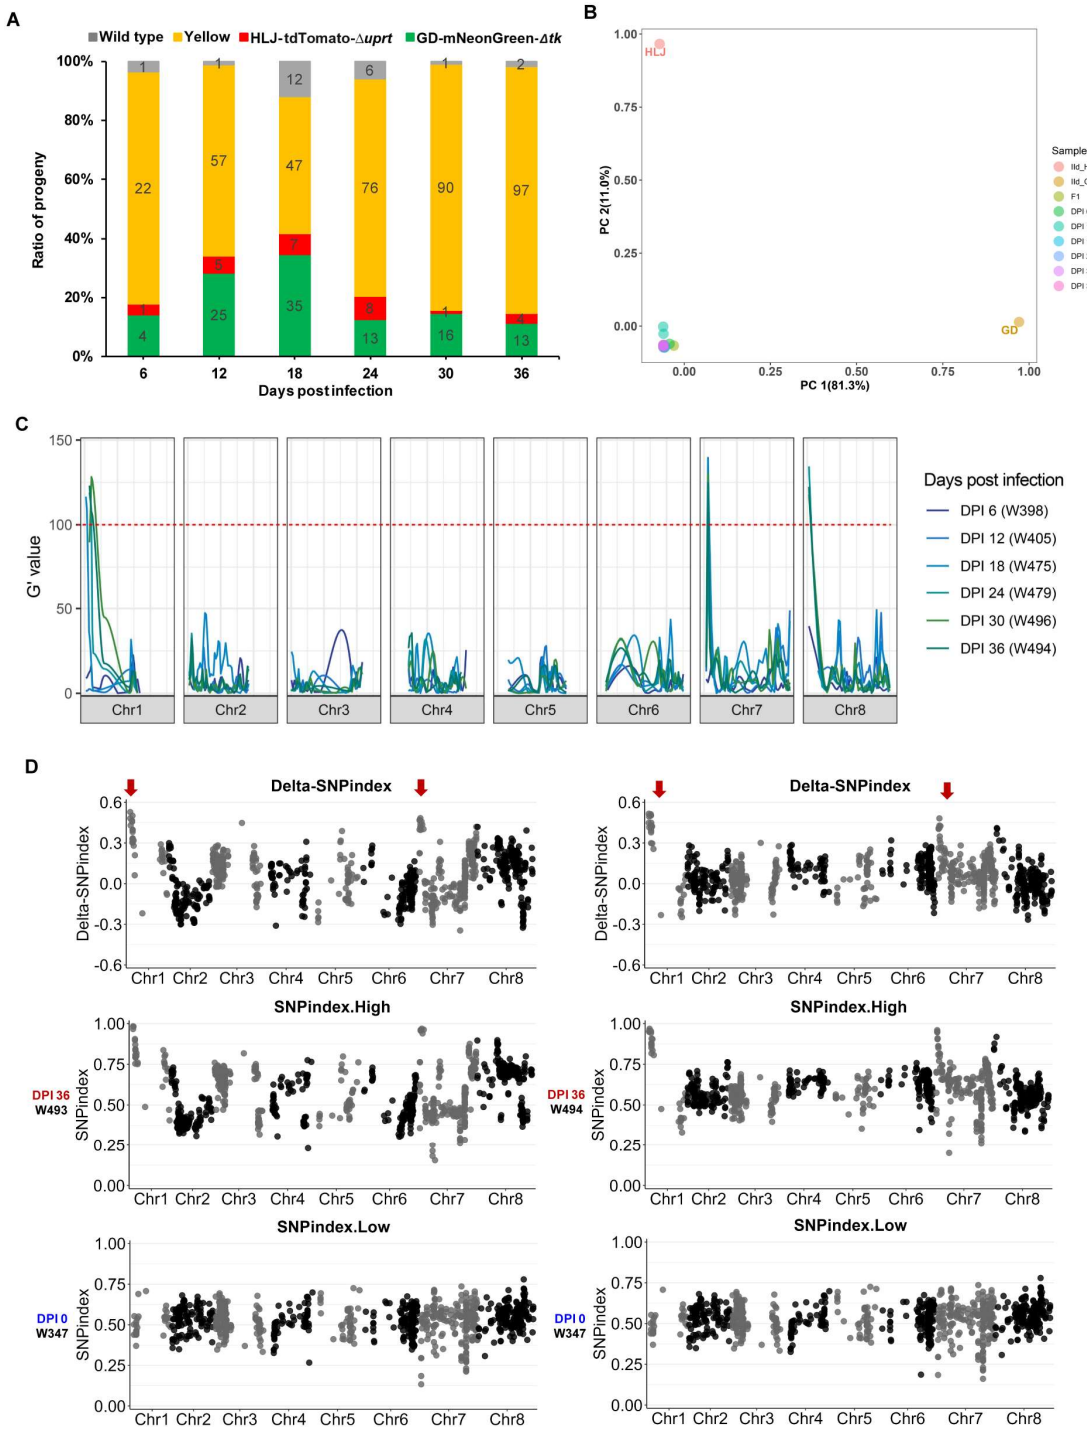 A
Wild type Yellow HLJ-tdTomato-Δuprt GD-mNeonGreen-Δtk
100%
80%
60%
40%
20%
0%
Ratio of progeny
1 1 12 6 1 2
22 57 47 76 90 97
1 6 7 8 1 4
4 25 35 13 16 13
6 12 18 24 30 36
Days post infection
B
1.00
0.75
0.50
0.25
0.00
PC 2(11.0%)
HLJ
GD
0.00 0.25 0.50 0.75 1.00
PC 1(81.3%)
Sample
IId_H
IId_G
F1
DPI
DPI
DPI
DPI
DPI
DPI
C
150
100
50
0
G' value
Chr1 Chr2 Chr3 Chr4 Chr5 Chr6 Chr7 Chr8
Days post infection
DPI 6 (W398)
DPI 12 (W405)
DPI 18 (W475)
DPI 24 (W479)
DPI 30 (W496)
DPI 36 (W494)
D
Delta-SNPindex
0.6
0.3
0.0
-0.3
-0.6
Delta-SNPindex
Chr1 Chr2 Chr3 Chr4 Chr5 Chr6 Chr7 Chr8
Delta-SNPindex
0.6
0.3
0.0
-0.3
-0.6
Delta-SNPindex
Chr1 Chr2 Chr3 Chr4 Chr5 Chr6 Chr7 Chr8
SNPindex.High
1.00
0.75
0.50
0.25
0.00
DPI 36
W493
SNPindex
Chr1 Chr2 Chr3 Chr4 Chr5 Chr6 Chr7 Chr8
SNPindex.High
1.00
0.75
0.50
0.25
0.00
DPI 36
W494
SNPindex
Chr1 Chr2 Chr3 Chr4 Chr5 Chr6 Chr7 Chr8
SNPindex.Low
1.00
0.75
0.50
0.25
0.00
DPI 0
W347
SNPindex
Chr1 Chr2 Chr3 Chr4 Chr5 Chr6 Chr7 Chr8
SNPindex.Low
1.00
0.75
0.50
0.25
0.00
DPI 0
W347
SNPindex
Chr1 Chr2 Chr3 Chr4 Chr5 Chr6 Chr7 Chr8